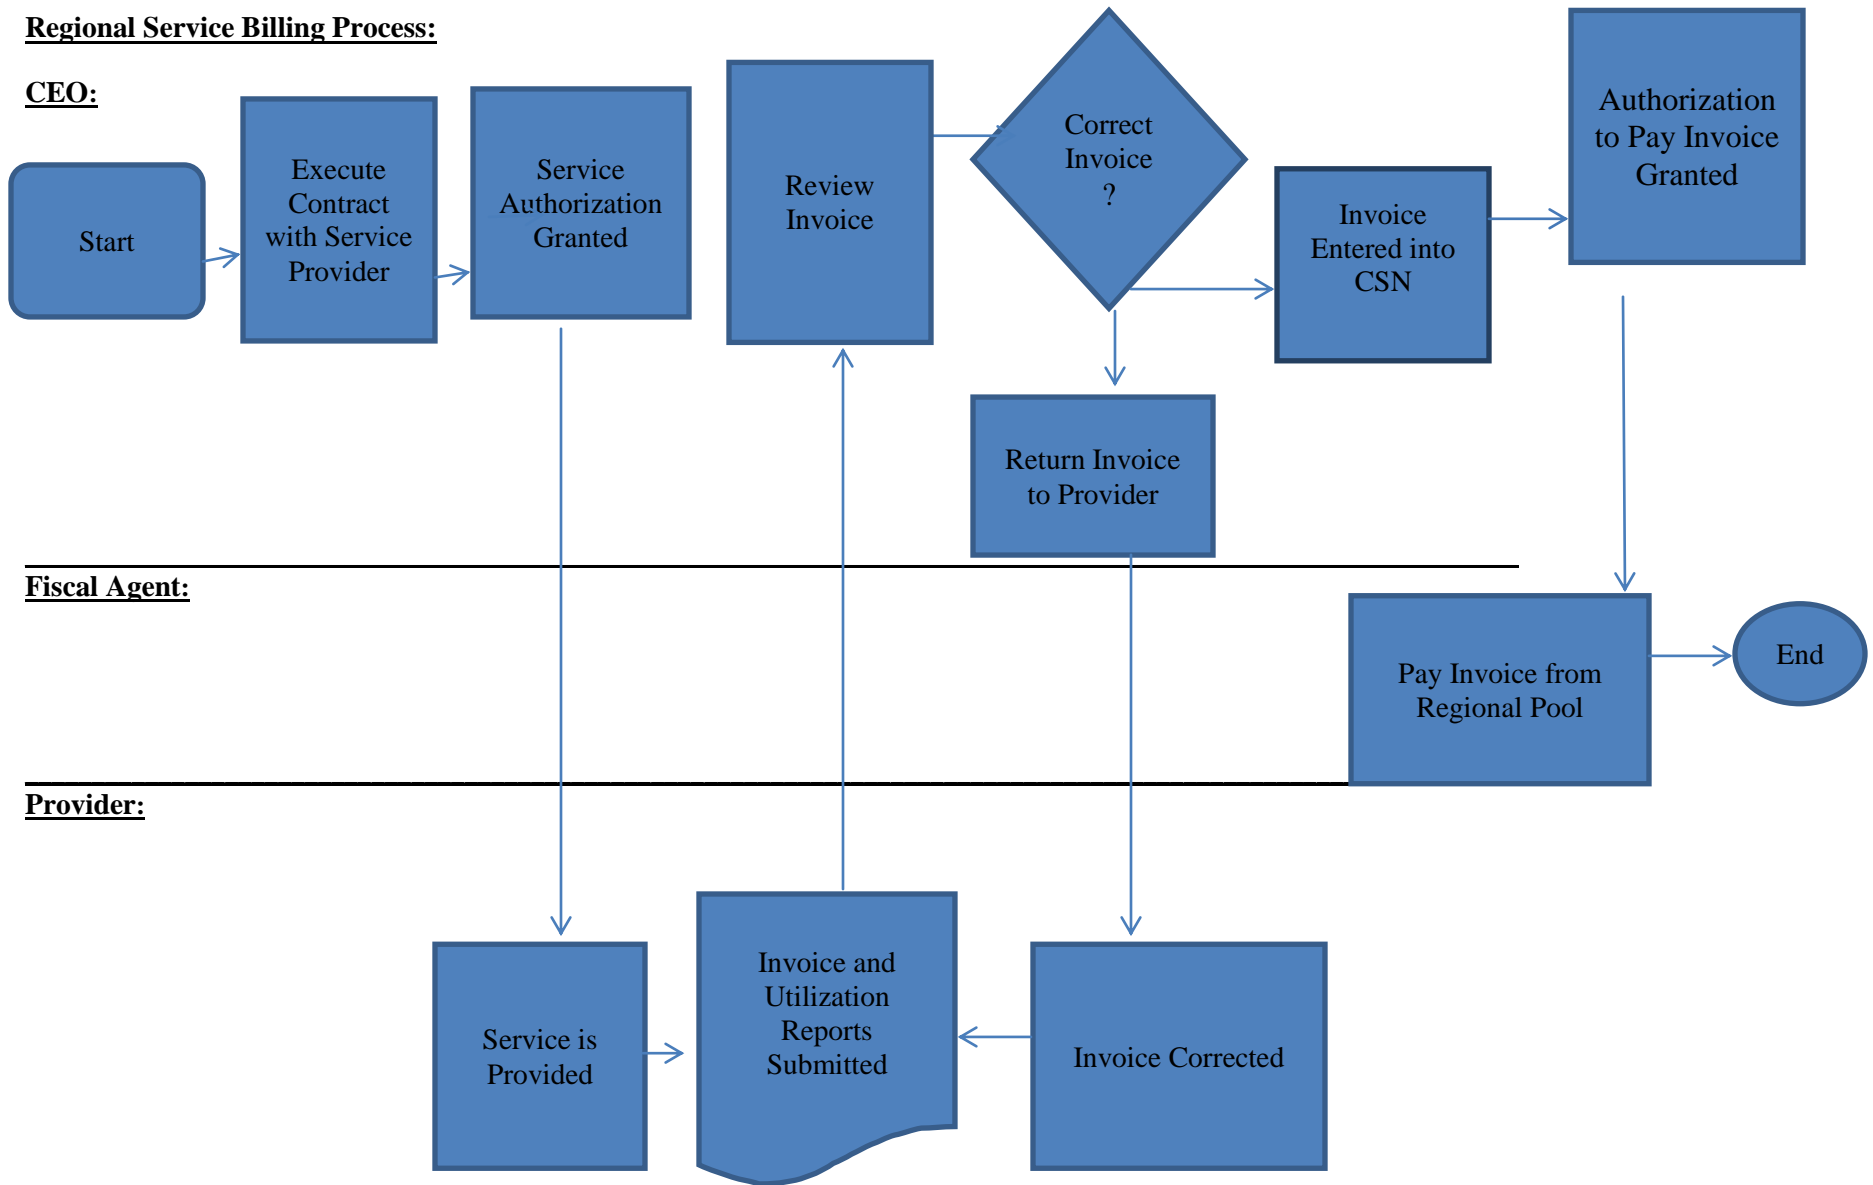 Regional Service Billing Process:
CEO:
Start
Execute
Contract
with Service
Provider
Service
Authorization
Granted
Review
Invoice
Correct
Invoice
?
Return Invoice
to Provider
Invoice
Entered into
CSN
Authorization
to Pay Invoice
Granted
Fiscal Agent:
Pay Invoice from
Regional Pool
End
Provider:
Service is
Provided
Invoice and
Utilization
Reports
Submitted
Invoice Corrected